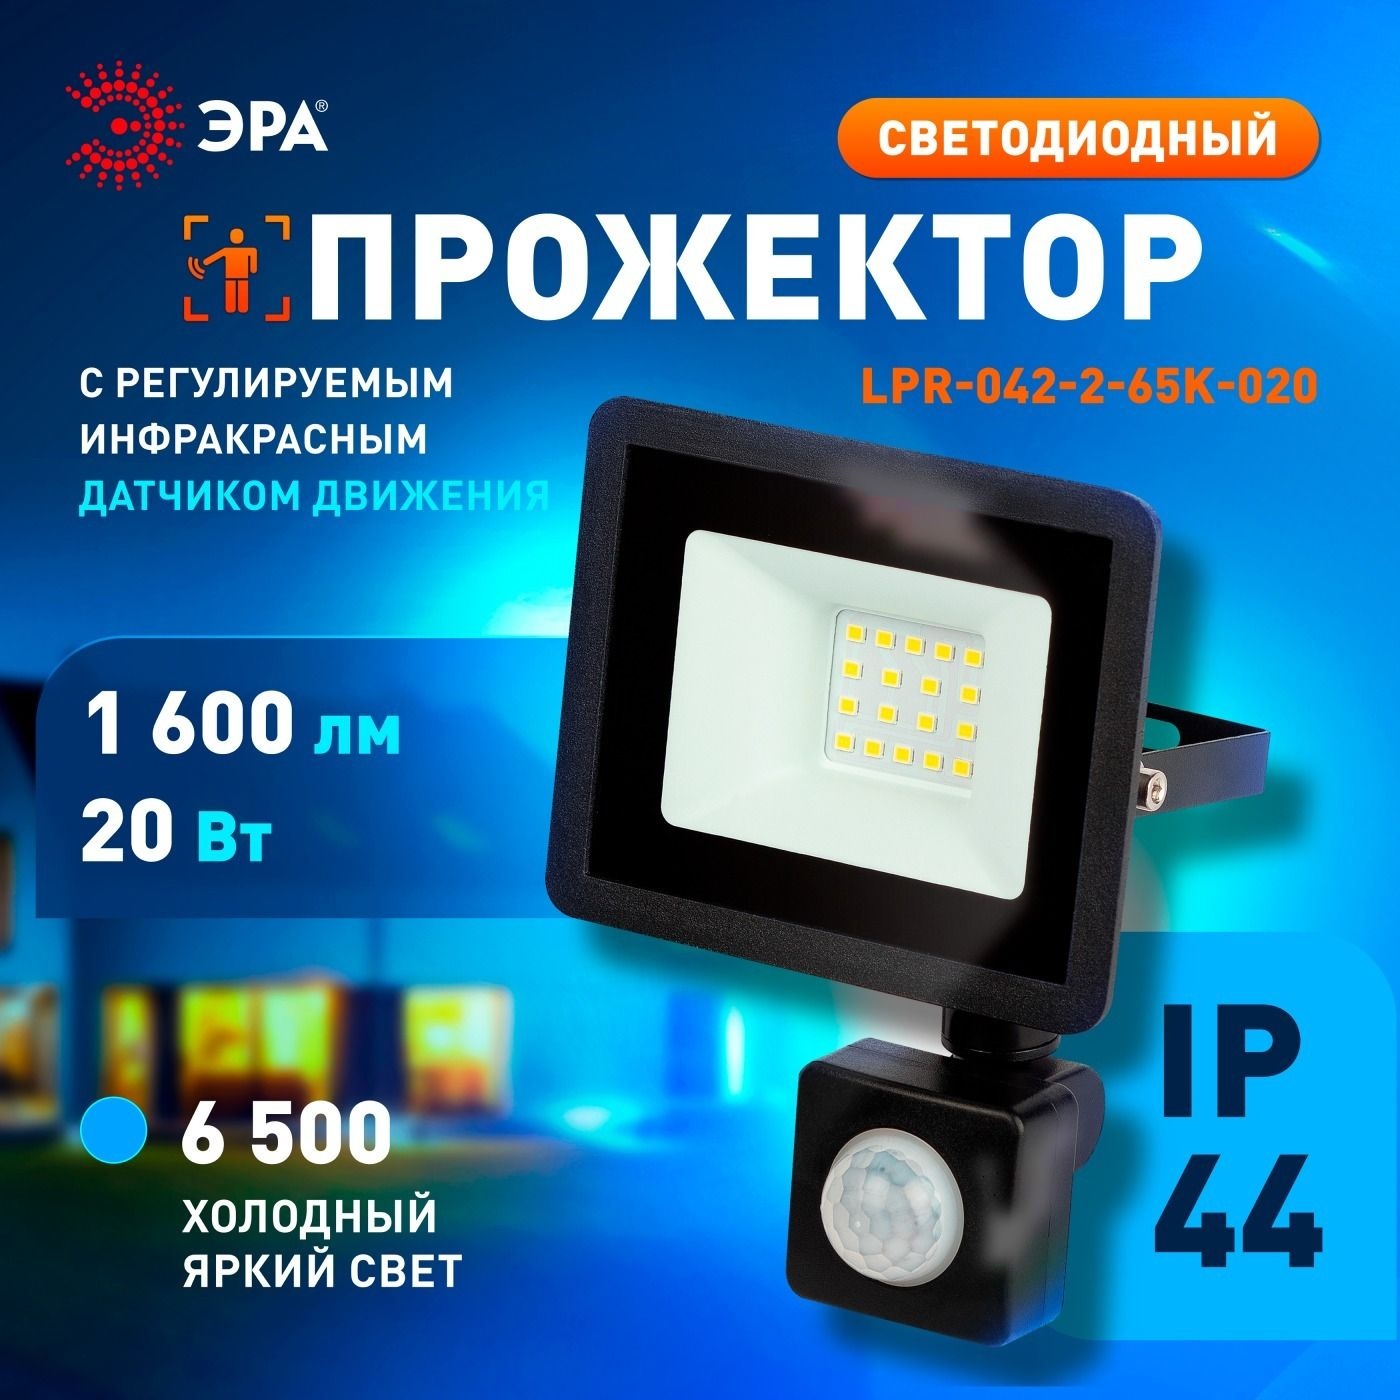 ЭРА®
СВЕТОДИОДНЫЙ
ПРОЖЕКТОР
С РЕГУЛИРУЕМЫМ
ИНФРАКРАСНЫМ
ДАТЧИКОМ ДВИЖЕНИЯ
LPR-042-2-65K-020
1 600 лм
20 Вт
6 500
ХОЛОДНЫЙ
ЯРКИЙ СВЕТ
IP
44